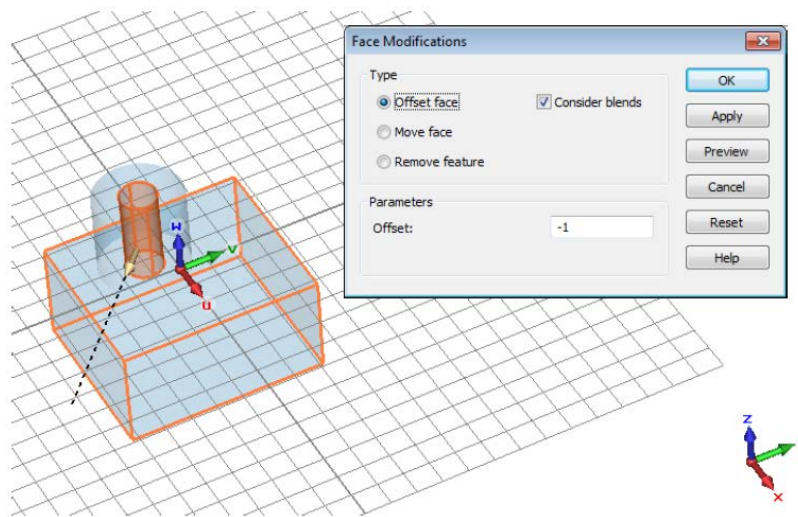 Face Modifications
Type
Offset face
Consider blends
Move face
Remove feature
Parameters
Offset:
-1
OK
Apply
Preview
Cancel
Reset
Help
W
V
U
Z
X